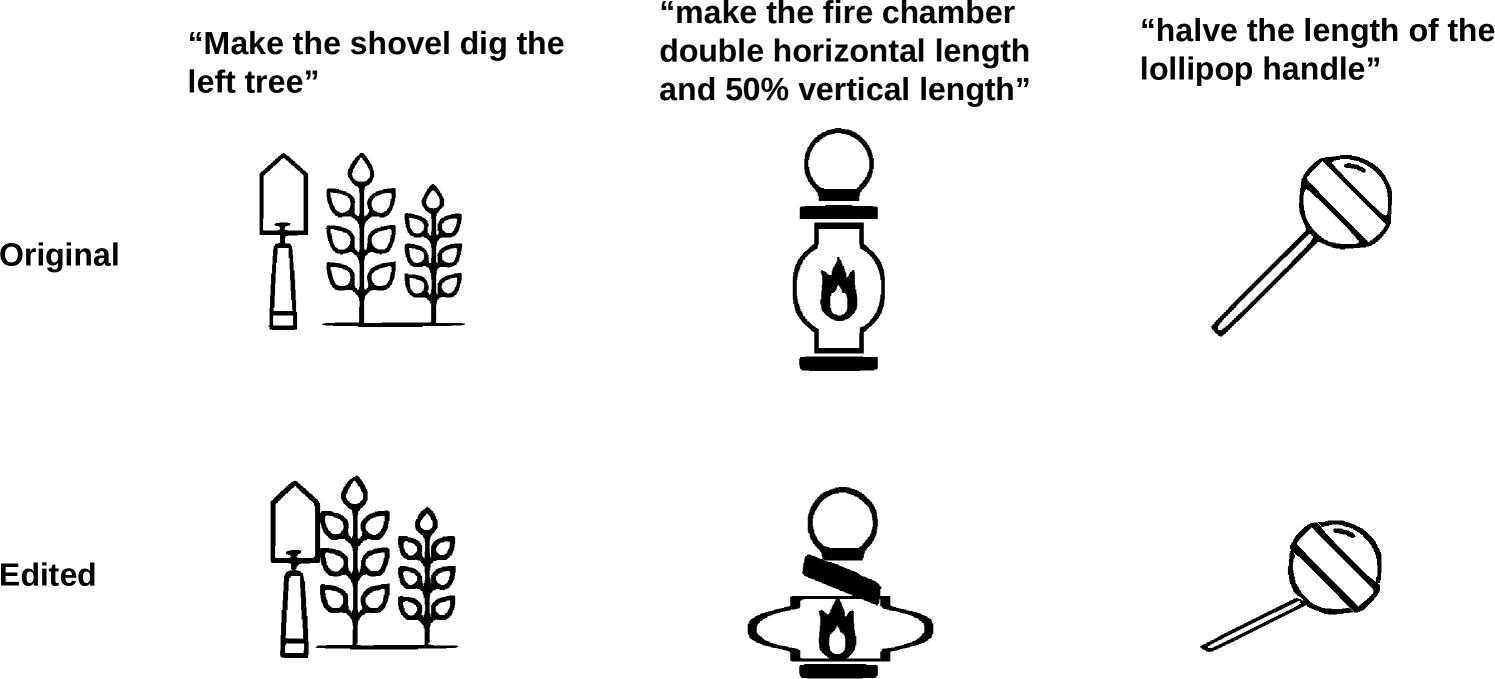 “Make the shovel dig the
left tree”
“make the fire chamber
double horizontal length
and 50% vertical length”
“halve the length of the
lollipop handle”
Original
Edited